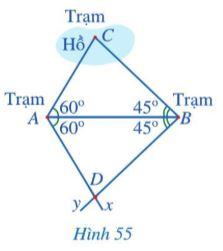 Trạm
Hồ C
Trạm 60° 45° Trạm
A 60° 45° B
D
y x
Hình 55